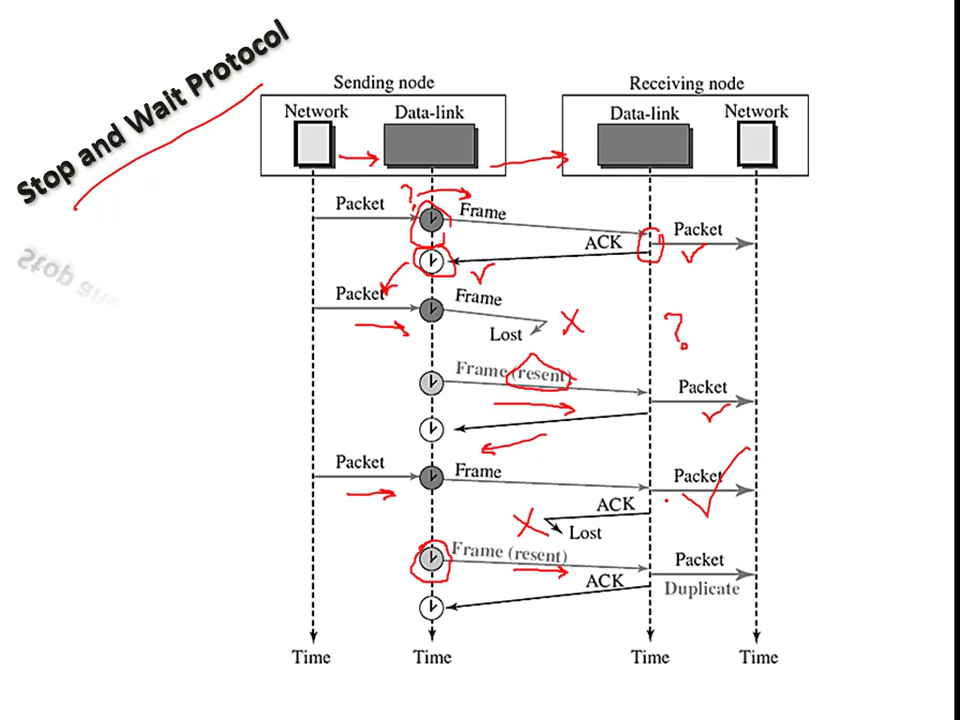 Stop and Wait Protocol
Sending node
Receiving node
Network
Data-link
Data-link
Network
?
Packet
Frame
Packet
ACK
Packet
Frame
Lost
?
Frame (resent)
Packet
Packet
Frame
Packet
ACK
Lost
Frame (resent)
Packet
ACK
Duplicate
Time
Time
Time
Time